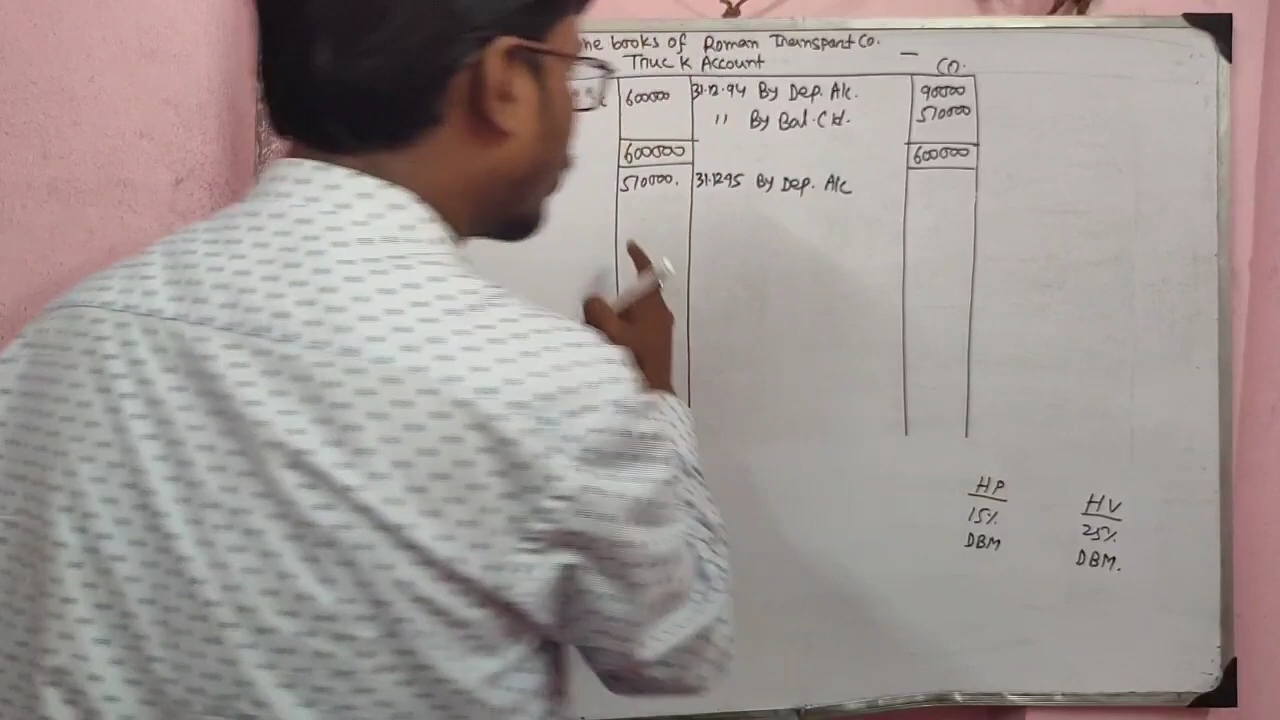 he books of Roman Transport Co.
Truck Account
Co.
600000 31.12.94 By Dep. A/c. 90000
" By Bal. C/d. 510000
600000 600000
510000. 31.12.95 By Dep. A/c
HP HV
15% 25%
DBM DBM.